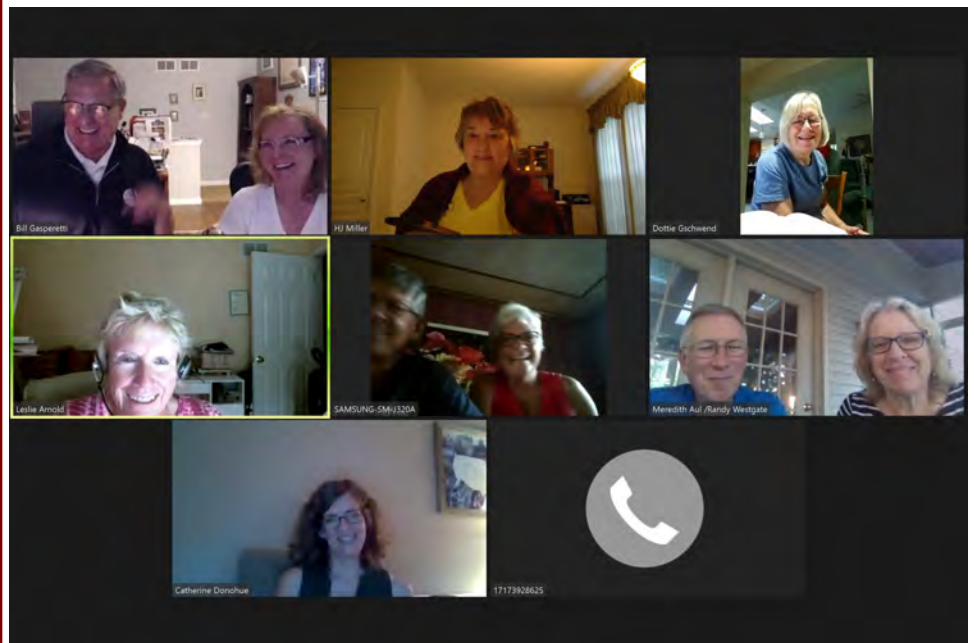 Bill Gasperetti
HJ Miller
Dottie Gschwend
Leslie Arnold
SAMSUNG-SM-J320A
Meredith Aul /Randy Westgate
Catherine Donohue
17173928625